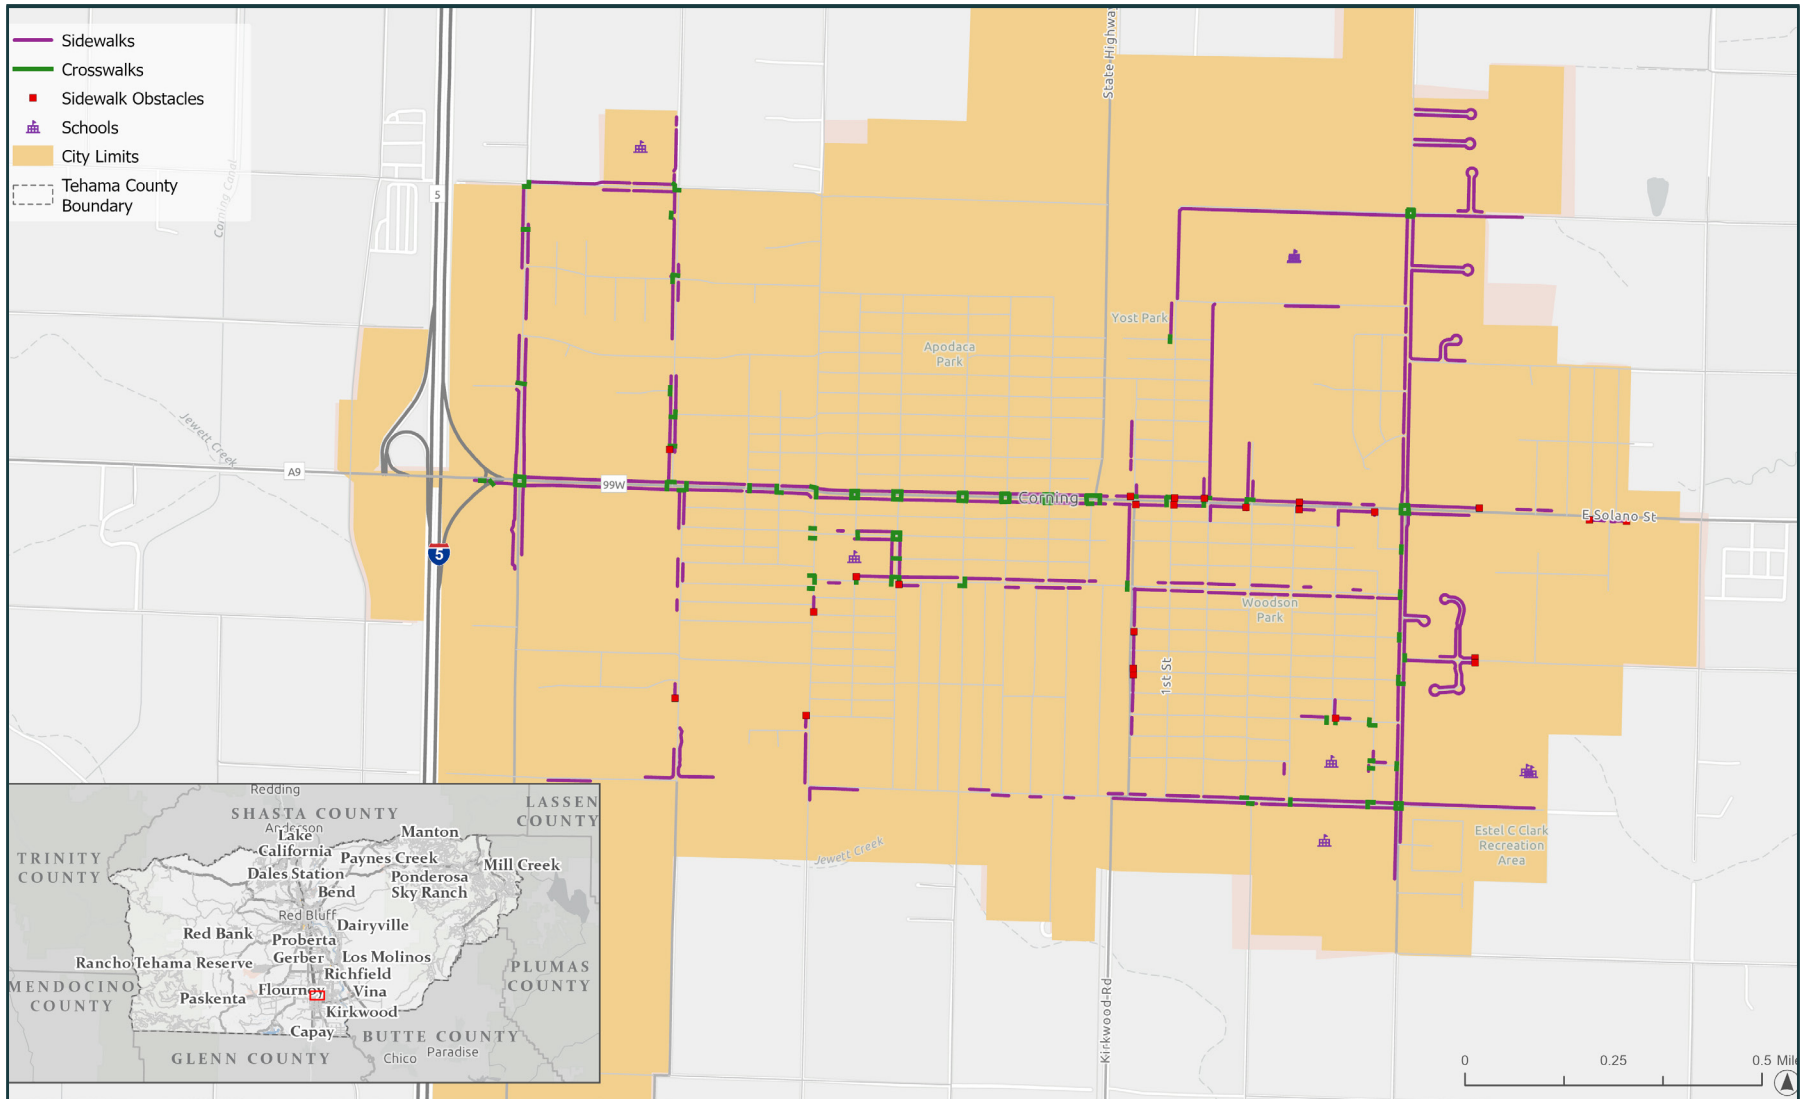 Sidewalks
Crosswalks
Sidewalk Obstacles
Schools
City Limits
Tehama County
Boundary
Corning Canal
5
State Highway
Yost Park
Apodaca
Park
Jewett Creek
A9
99W
Corning
E Solano St
5
Woodson
Park
1st St
Jewett Creek
Estel C Clark
Recreation
Area
Kirkwood Rd
0
0.25
0.5 Mile
Redding
SHASTA COUNTY
LASSEN
COUNTY
Anderson
Lake
California
Manton
TRINITY
COUNTY
Paynes Creek
Mill Creek
Dales Station
Ponderosa
Sky Ranch
Bend
Red Bluff
Dairyville
Red Bank
Proberta
Gerber
Los Molinos
Rancho Tehama Reserve
Richfield
PLUMAS
COUNTY
MENDOCINO
COUNTY
Flournoy
Vina
Paskenta
Kirkwood
Capay
BUTTE COUNTY
GLENN COUNTY
Chico
Paradise